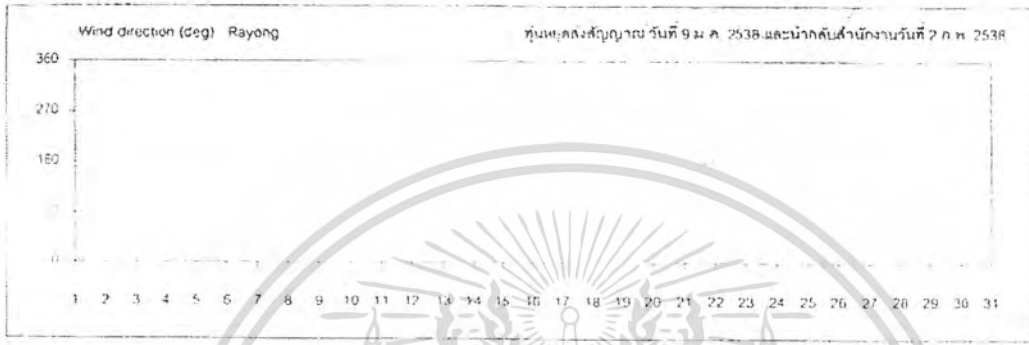 Wind direction (deg) Rayong
ทุ่นหยุดส่งสัญญาณ วันที่ 9 ม ค 2538 และนำกลับสำนักงานวันที่ 2 ก พ 2538
360
270
180
0
1 2 3 4 5 6 7 8 9 10 11 12 13 14 15 16 17 18 19 20 21 22 23 24 25 26 27 28 29 30 31